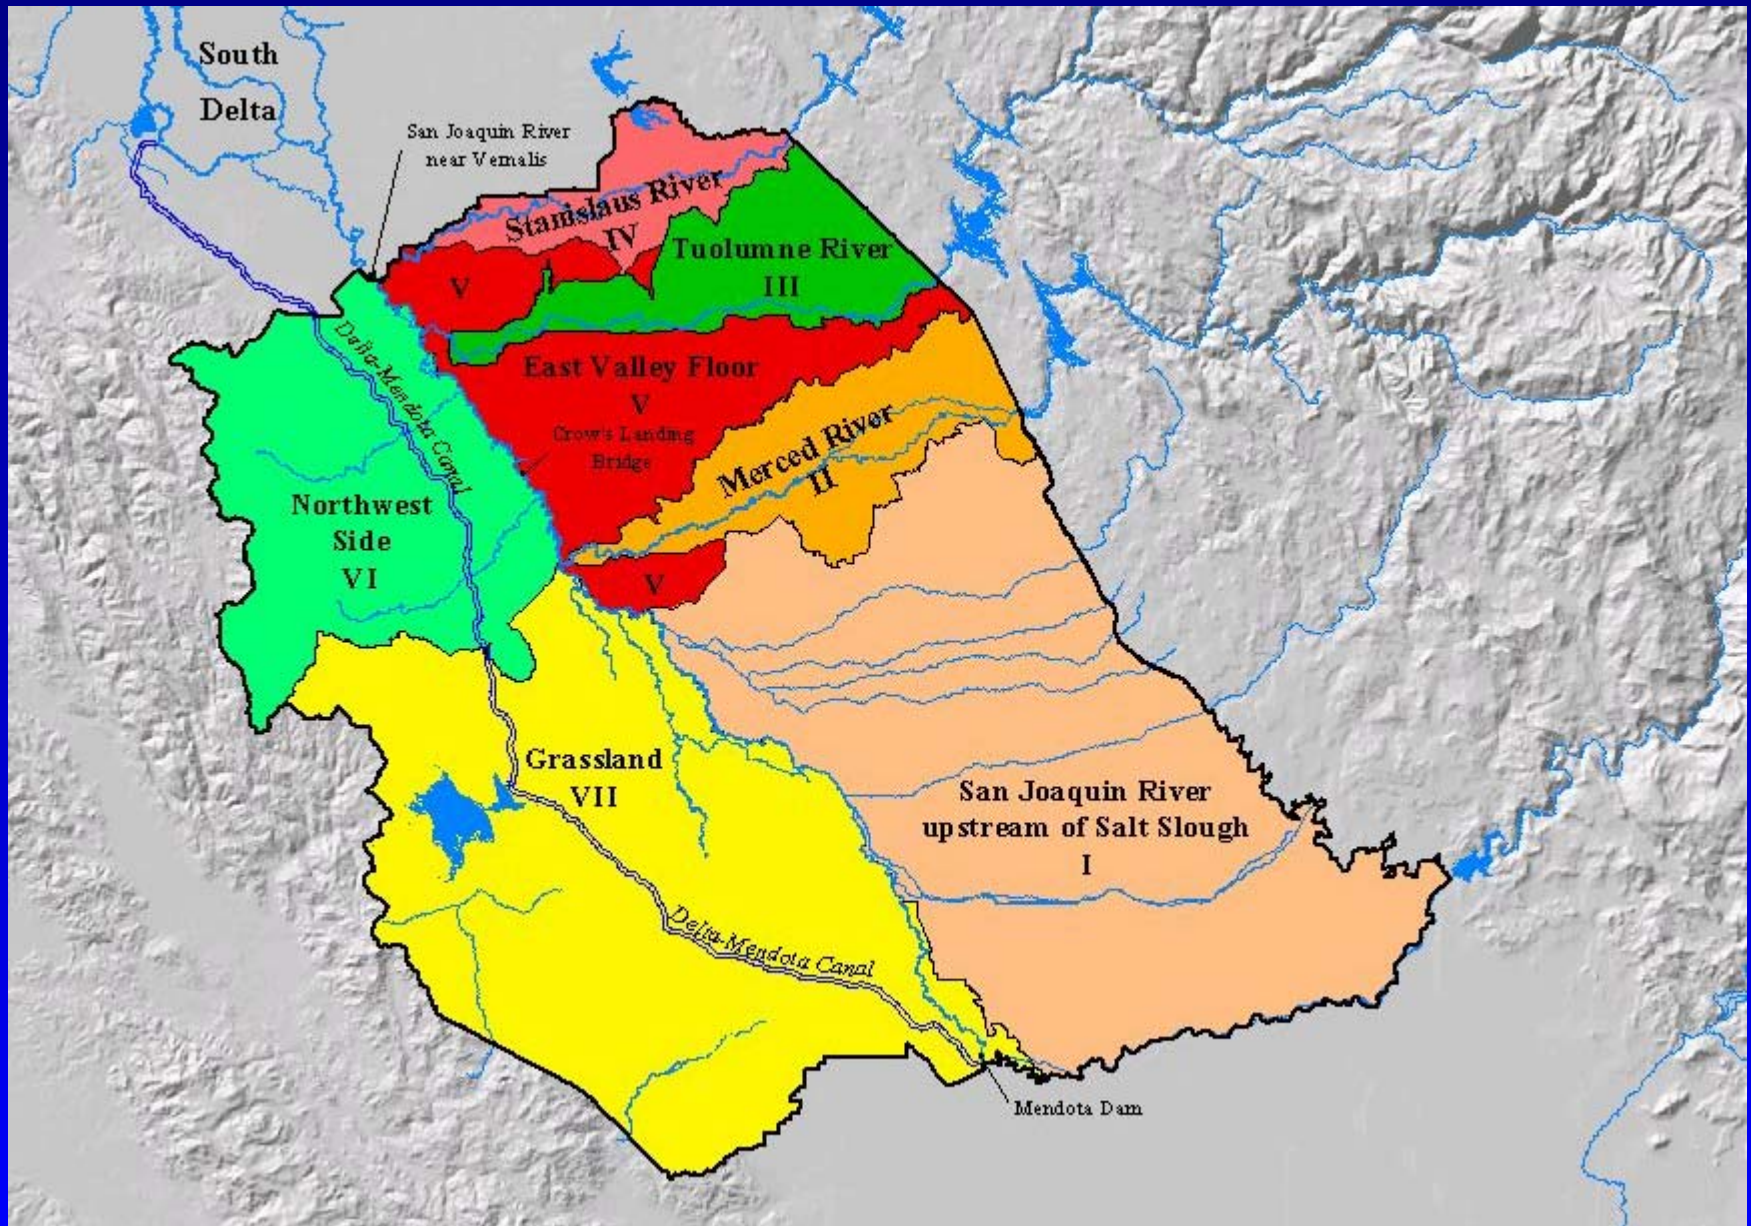 South
Delta
San Joaquin River
near Vernalis
Stanislaus River
IV
Tuolumne River
III
V
Delta-Mendota Canal
East Valley Floor
V
Crow's Landing
Bridge
Merced River
II
Northwest
Side
VI
V
Grassland
VII
San Joaquin River
upstream of Salt Slough
I
Delta-Mendota Canal
Mendota Dam